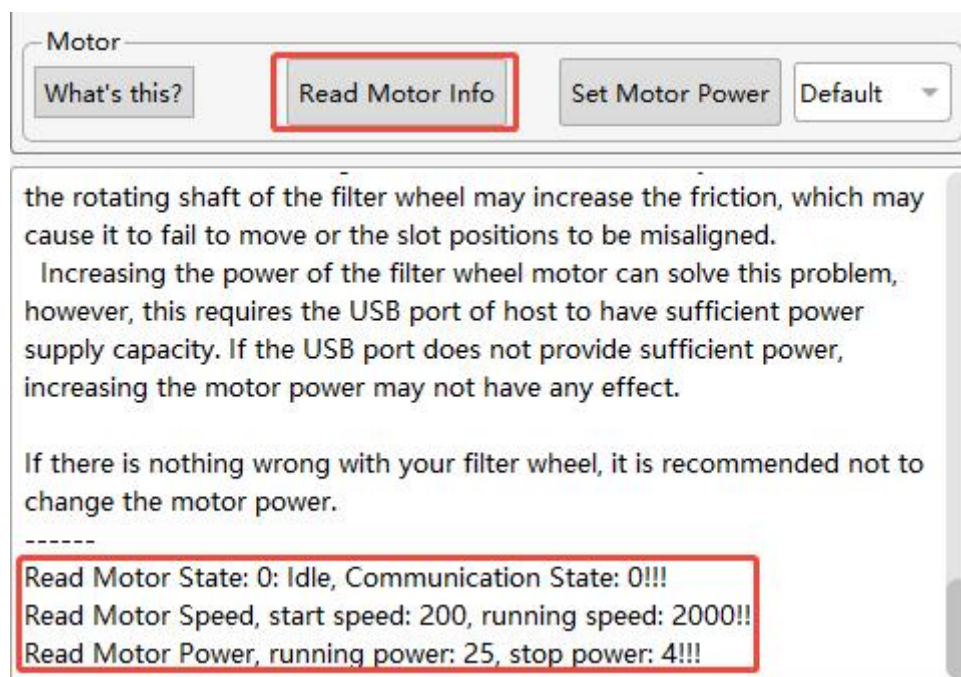 Motor
What's this?
Read Motor Info
Set Motor Power
Default
the rotating shaft of the filter wheel may increase the friction, which may
cause it to fail to move or the slot positions to be misaligned.
Increasing the power of the filter wheel motor can solve this problem,
however, this requires the USB port of host to have sufficient power
supply capacity. If the USB port does not provide sufficient power,
increasing the motor power may not have any effect.
If there is nothing wrong with your filter wheel, it is recommended not to
change the motor power.
------
Read Motor State: 0: Idle, Communication State: 0!!!
Read Motor Speed, start speed: 200, running speed: 2000!!
Read Motor Power, running power: 25, stop power: 4!!!